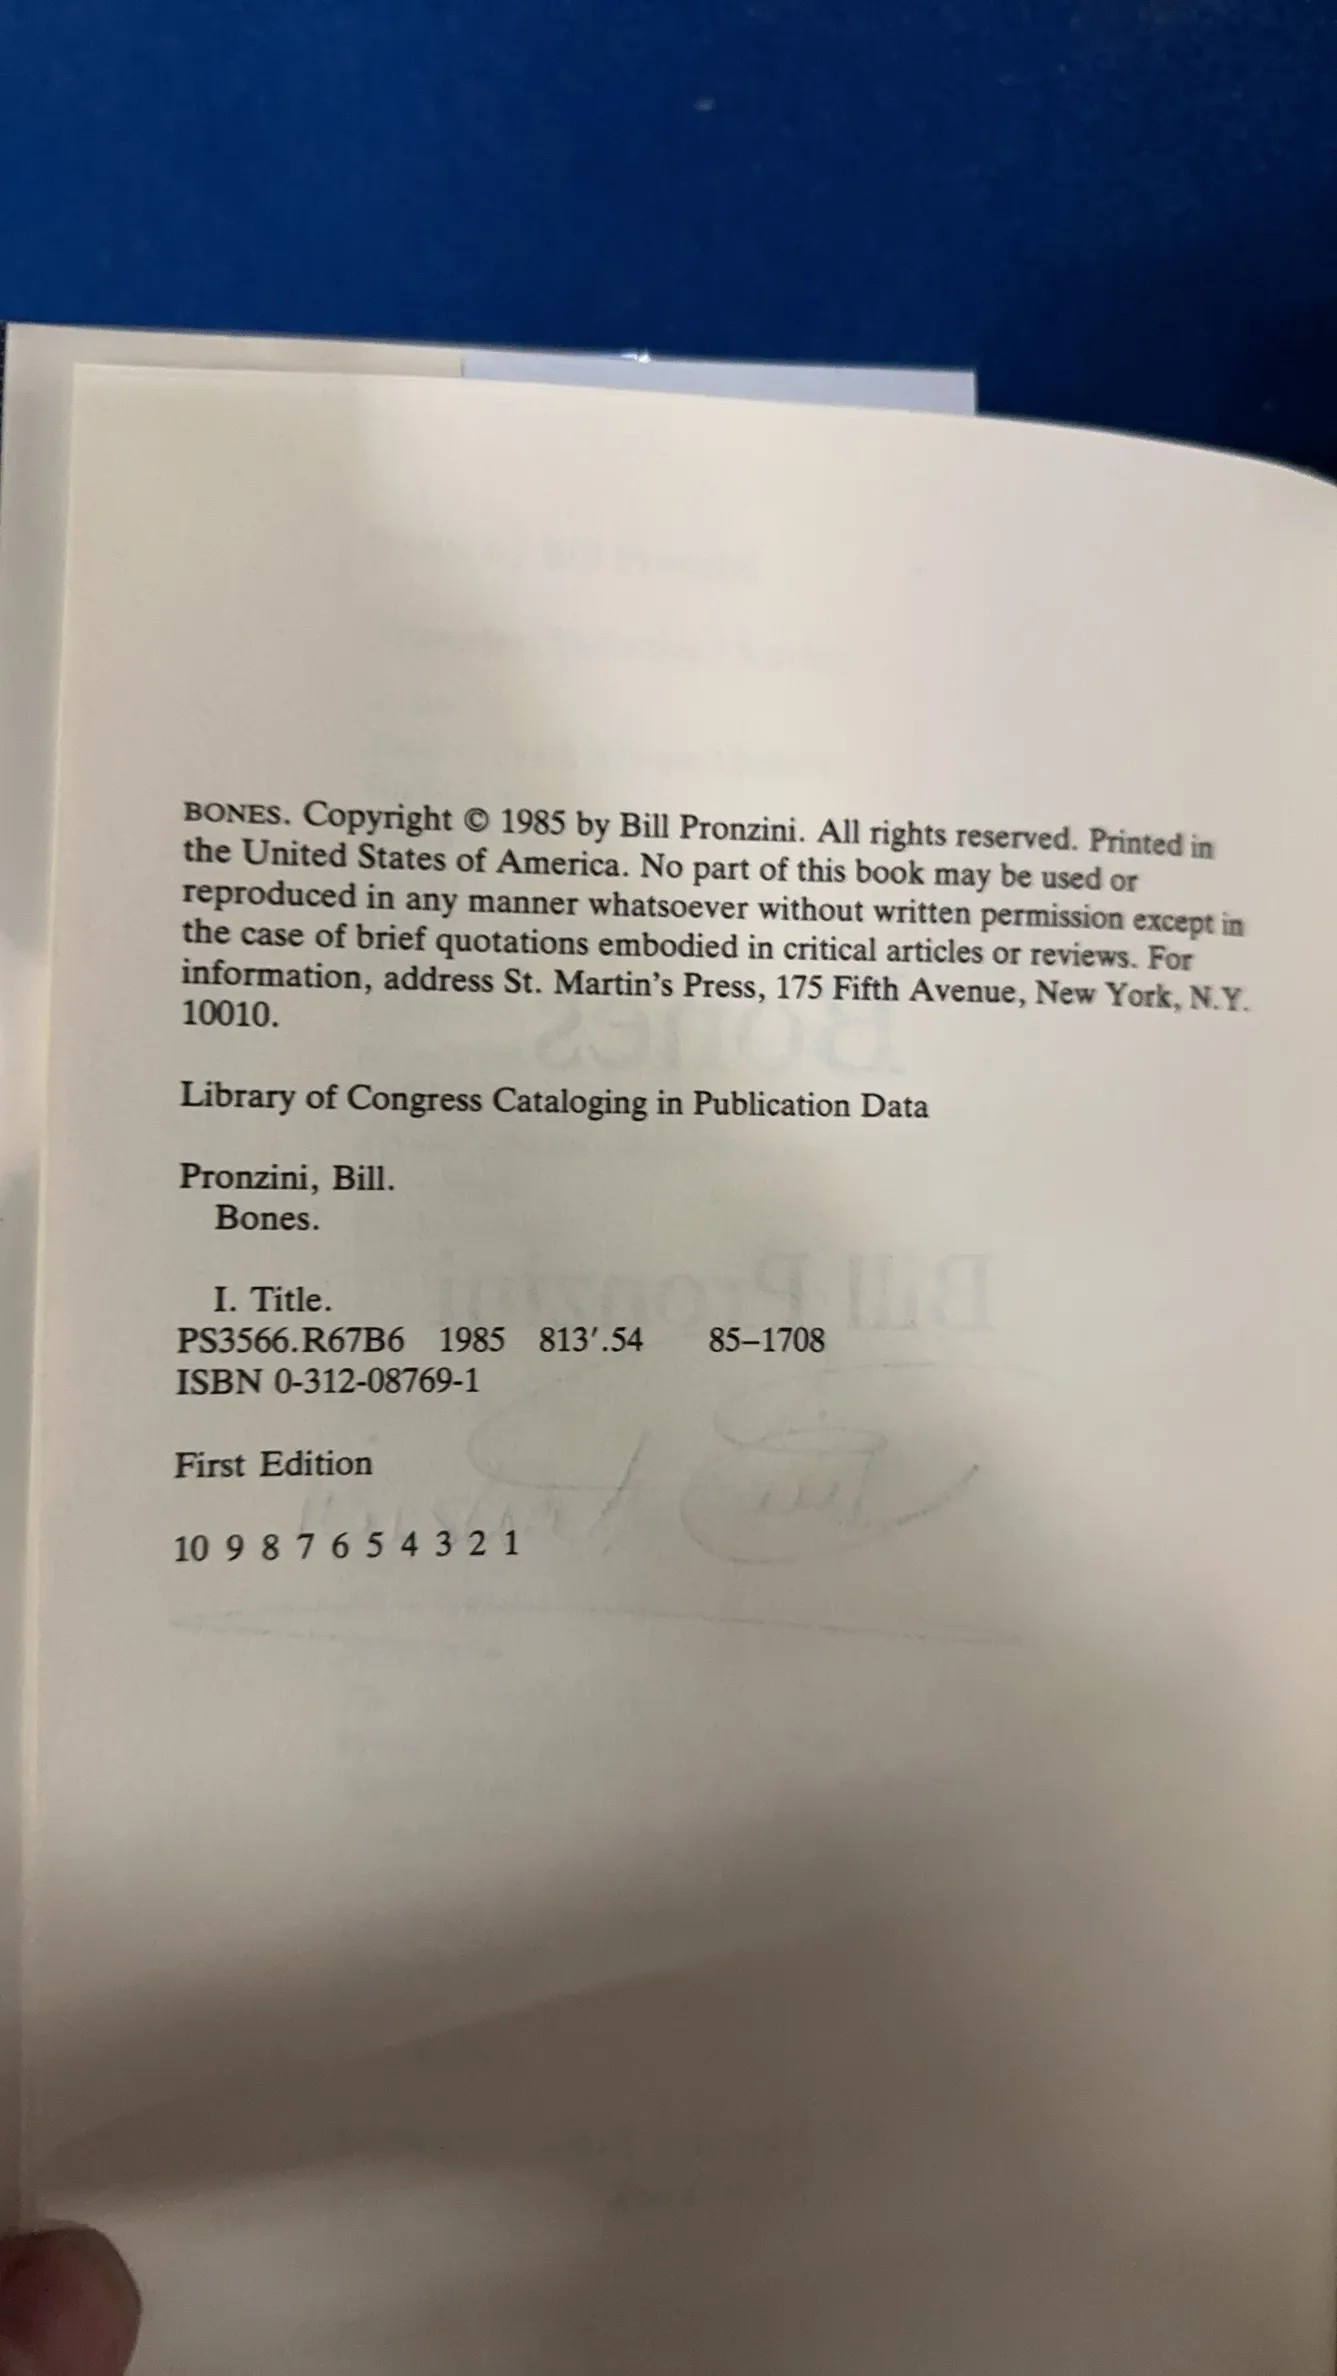 BONES. Copyright © 1985 by Bill Pronzini. All rights reserved. Printed in
the United States of America. No part of this book may be used or
reproduced in any manner whatsoever without written permission except in
the case of brief quotations embodied in critical articles or reviews. For
information, address St. Martin's Press, 175 Fifth Avenue, New York, N.Y.
10010.
Library of Congress Cataloging in Publication Data
Pronzini, Bill.
Bones.
I. Title.
PS3566.R67B6 1985 813′.54 85–1708
ISBN 0-312-08769-1
First Edition
10 9 8 7 6 5 4 3 2 1
Bones
Bill Pronzini